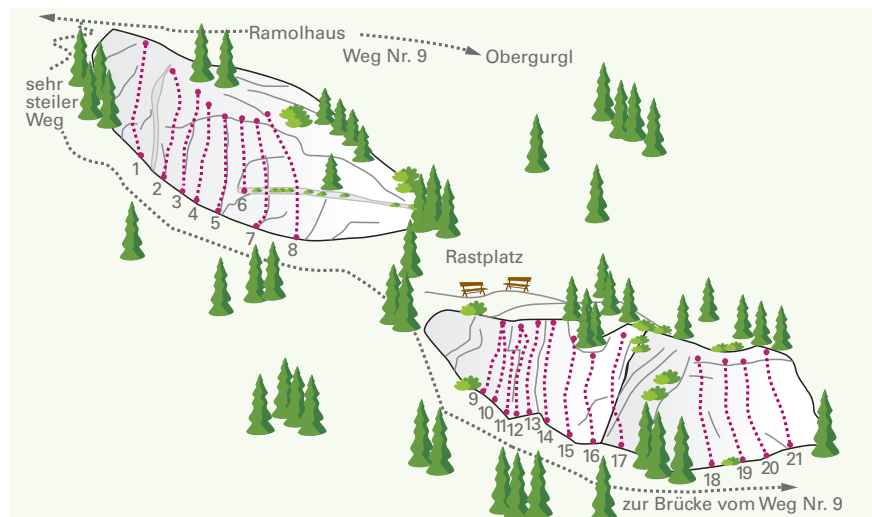 Ramolhaus
Weg Nr. 9
Obergurgl
sehr
steiler
Weg
1
2
3
4
5
6
7
8
Rastplatz
9
10
11
12
13
14
15
16
17
18
19
20
21
zur Brücke vom Weg Nr. 9